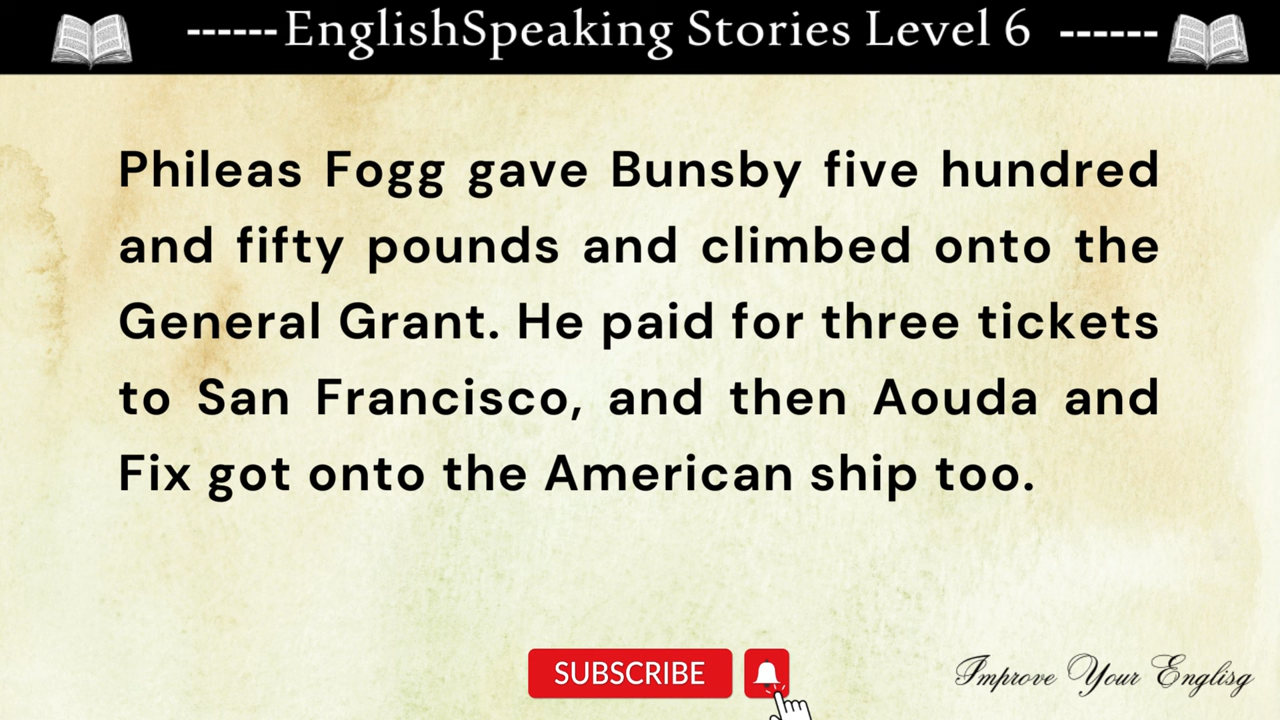 ------EnglishSpeaking Stories Level 6 ------
Phileas Fogg gave Bunsby five hundred
and fifty pounds and climbed onto the
General Grant. He paid for three tickets
to San Francisco, and then Aouda and
Fix got onto the American ship too.
SUBSCRIBE
Improve Your Englisg